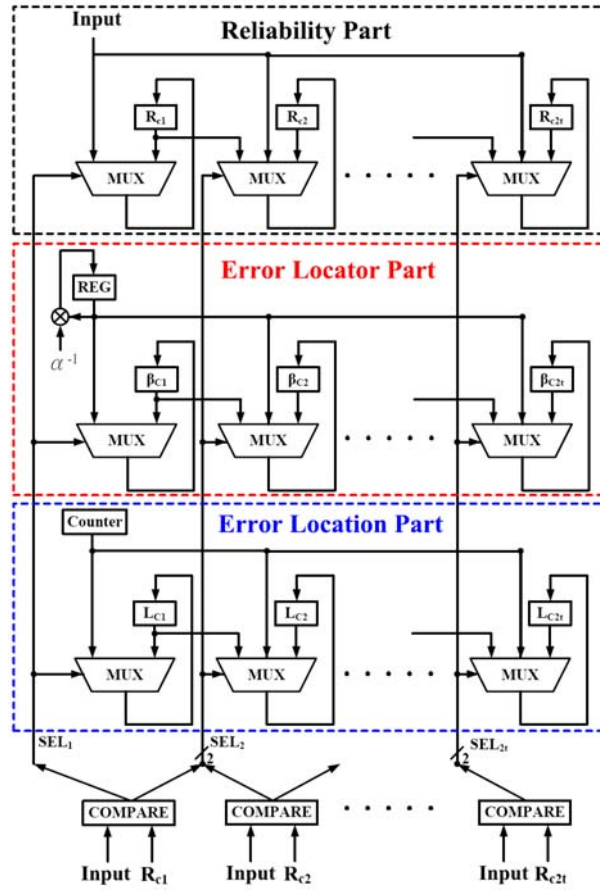 Input
Reliability Part
Rc1 Rc2 Rc2t
MUX MUX MUX
Error Locator Part
REG
α-1
βC1 βC2 βC2t
MUX MUX MUX
Error Location Part
Counter
LC1 LC2 LC2t
MUX MUX MUX
SEL1 SEL2 SEL2t
2 2
COMPARE COMPARE COMPARE
Input Rc1 Input Rc2 Input Rc2t